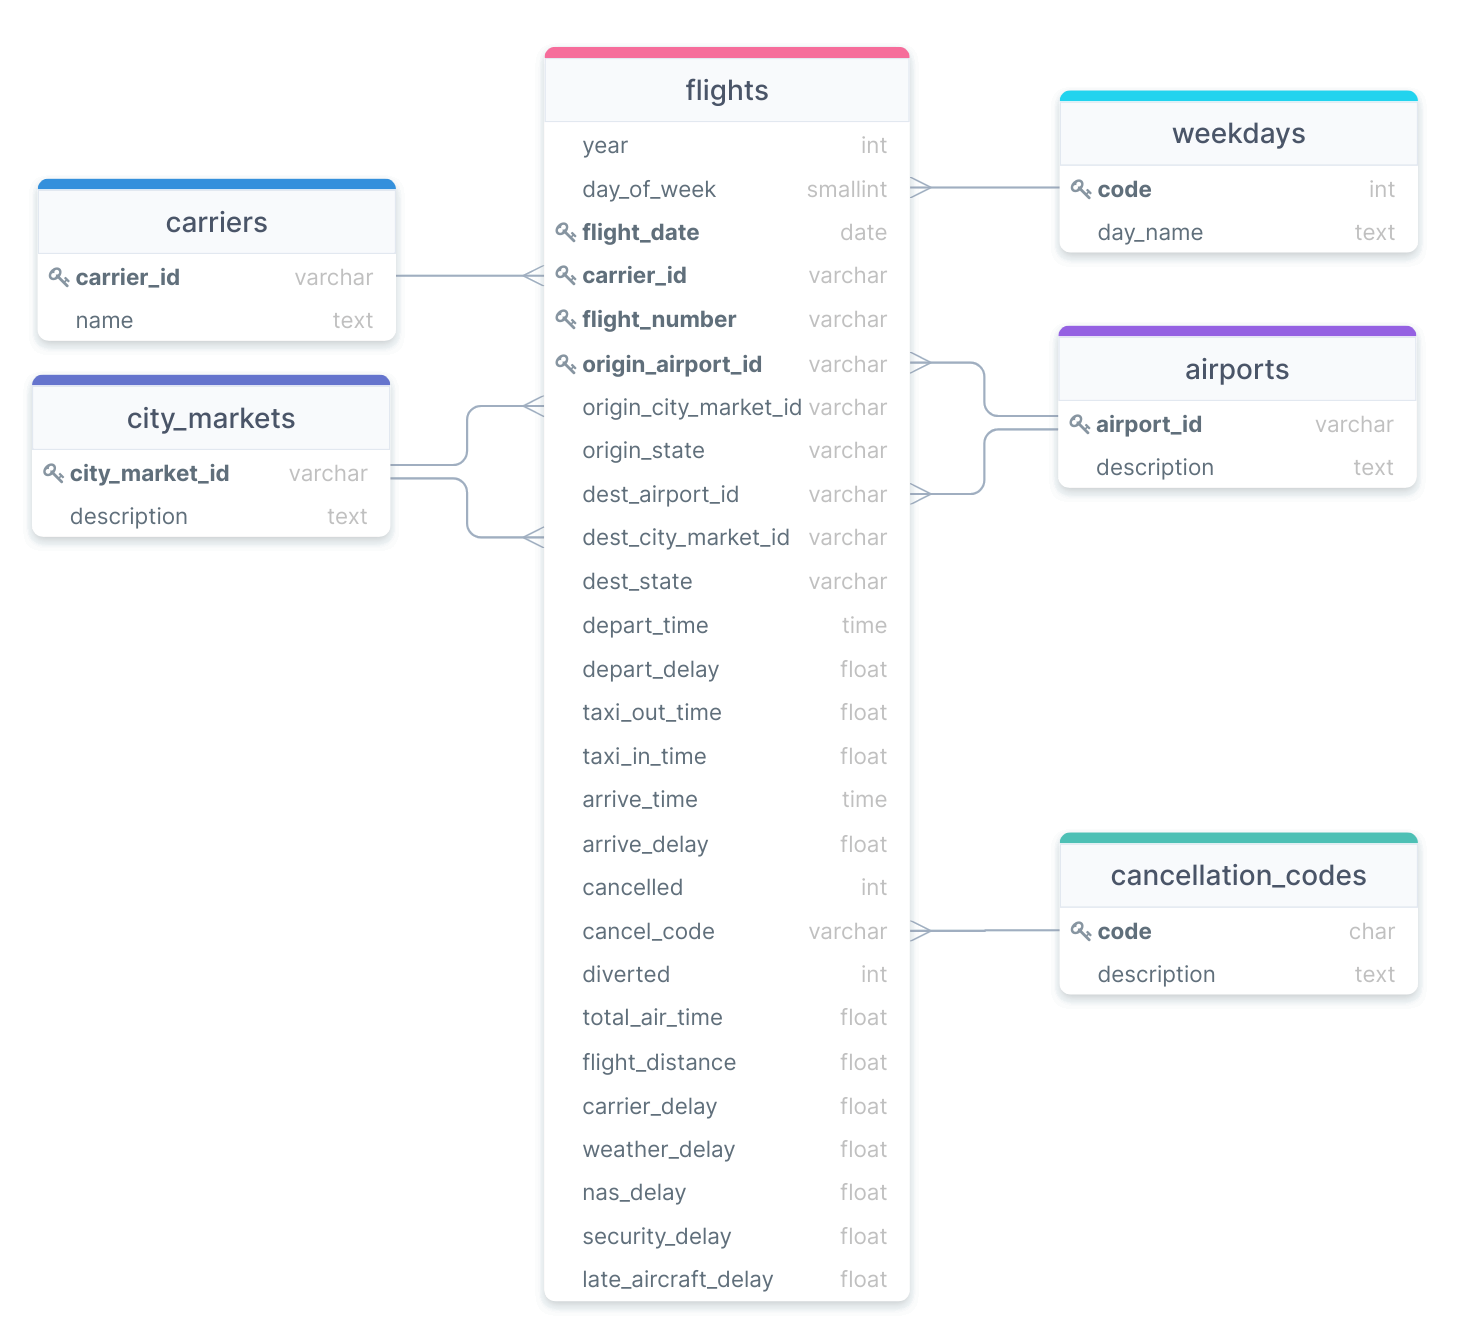 flights
year int
day_of_week smallint
flight_date date
carrier_id varchar
flight_number varchar
origin_airport_id varchar
origin_city_market_id varchar
origin_state varchar
dest_airport_id varchar
dest_city_market_id varchar
dest_state varchar
depart_time time
depart_delay float
taxi_out_time float
taxi_in_time float
arrive_time time
arrive_delay float
cancelled int
cancel_code varchar
diverted int
total_air_time float
flight_distance float
carrier_delay float
weather_delay float
nas_delay float
security_delay float
late_aircraft_delay float
carriers
carrier_id varchar
name text
city_markets
city_market_id varchar
description text
weekdays
code int
day_name text
airports
airport_id varchar
description text
cancellation_codes
code char
description text